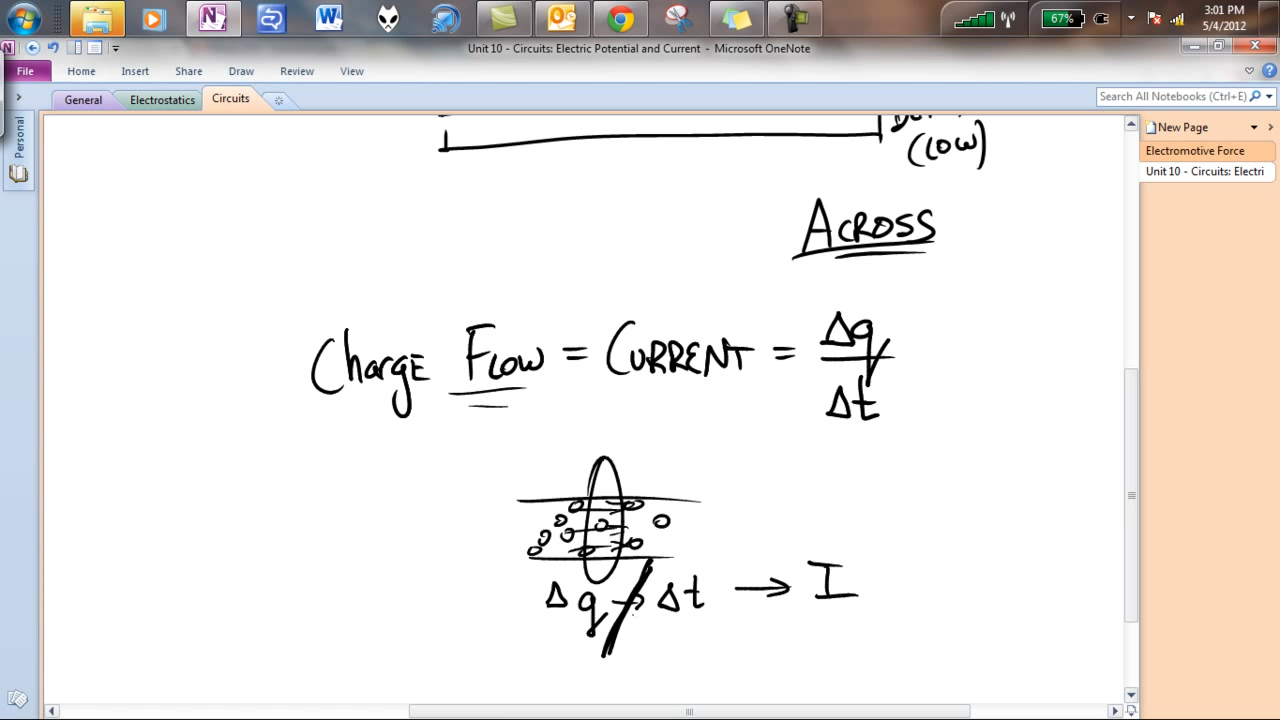 3:01 PM
67%
5/4/2012
Unit 10 - Circuits: Electric Potential and Current - Microsoft OneNote
File Home Insert Share Draw Review View
General Electrostatics Circuits
Search All Notebooks (Ctrl+E)
Personal
New Page
Electromotive Force
Unit 10 - Circuits: Electri
(LOW)
ACROSS
Charge FLOW = CURRENT = Δq/Δt
Δq → Δt → I